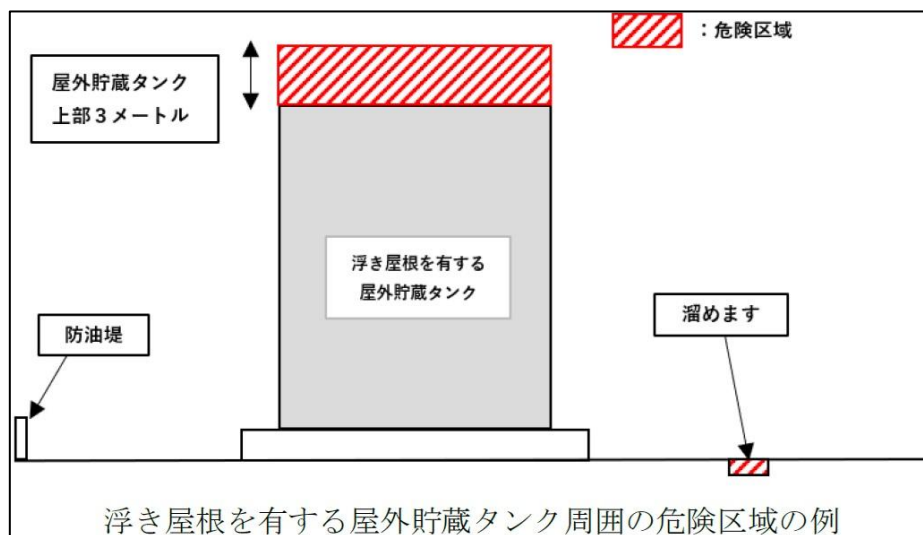 ：危険区域
屋外貯蔵タンク
上部３メートル
浮き屋根を有する
屋外貯蔵タンク
溜めます
防油堤
浮き屋根を有する屋外貯蔵タンク周囲の危険区域の例